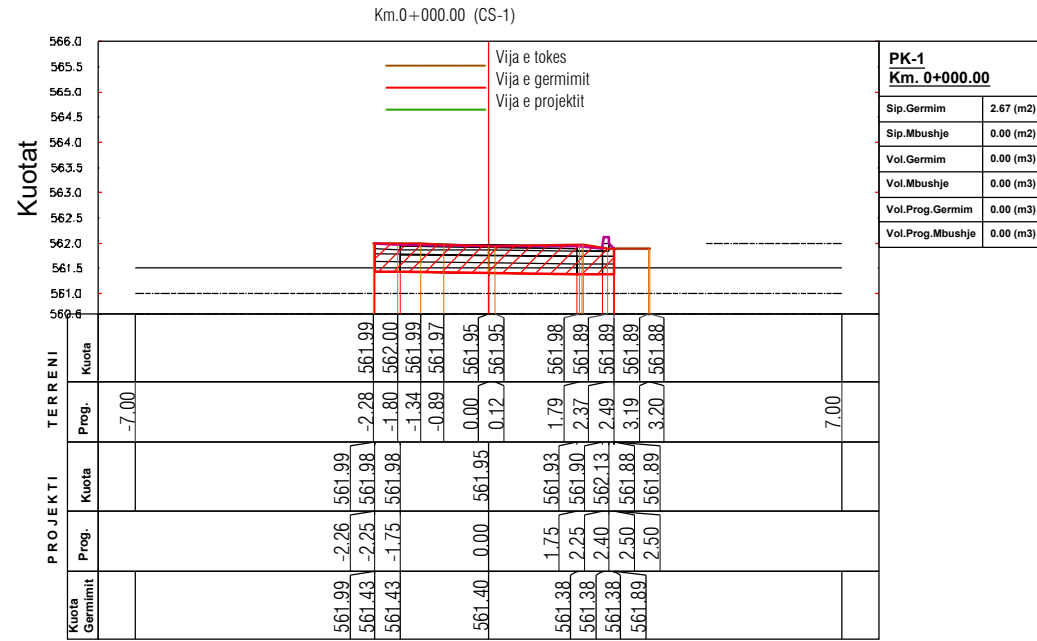 Km.0+000.00 (CS-1)
Kuotat
566.0
565.5
565.0
564.5
564.0
563.5
563.0
562.5
562.0
561.5
561.0
560.6
Vija e tokes
Vija e germimit
Vija e projektit
PK-1
Km. 0+000.00
Sip.Germim 2.67 (m2)
Sip.Mbushje 0.00 (m2)
Vol.Germim 0.00 (m3)
Vol.Mbushje 0.00 (m3)
Vol.Prog.Germim 0.00 (m3)
Vol.Prog.Mbushje 0.00 (m3)
TERRENI
Kuota 561.99 562.00 561.99 561.97 561.95 561.95 561.98 561.89 561.89 561.89 561.88
Prog. -7.00 -2.28 -1.80 -1.34 -0.89 0.00 0.12 1.79 2.37 2.49 3.19 3.20 7.00
PROJEKTI
Kuota 561.99 561.98 561.98 561.95 561.93 561.90 562.13 561.88 561.89
Prog. -2.26 -2.25 -1.75 0.00 1.75 2.25 2.40 2.50 2.50
Kuota
Germimit
561.99 561.43 561.43 561.40 561.38 561.38 561.38 561.89